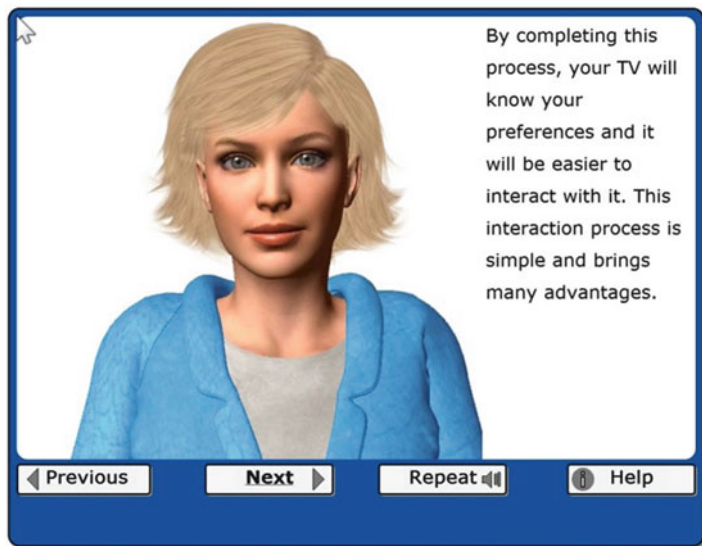 By completing this
process, your TV will
know your
preferences and it
will be easier to
interact with it. This
interaction process is
simple and brings
many advantages.
Previous
Next
Repeat
Help